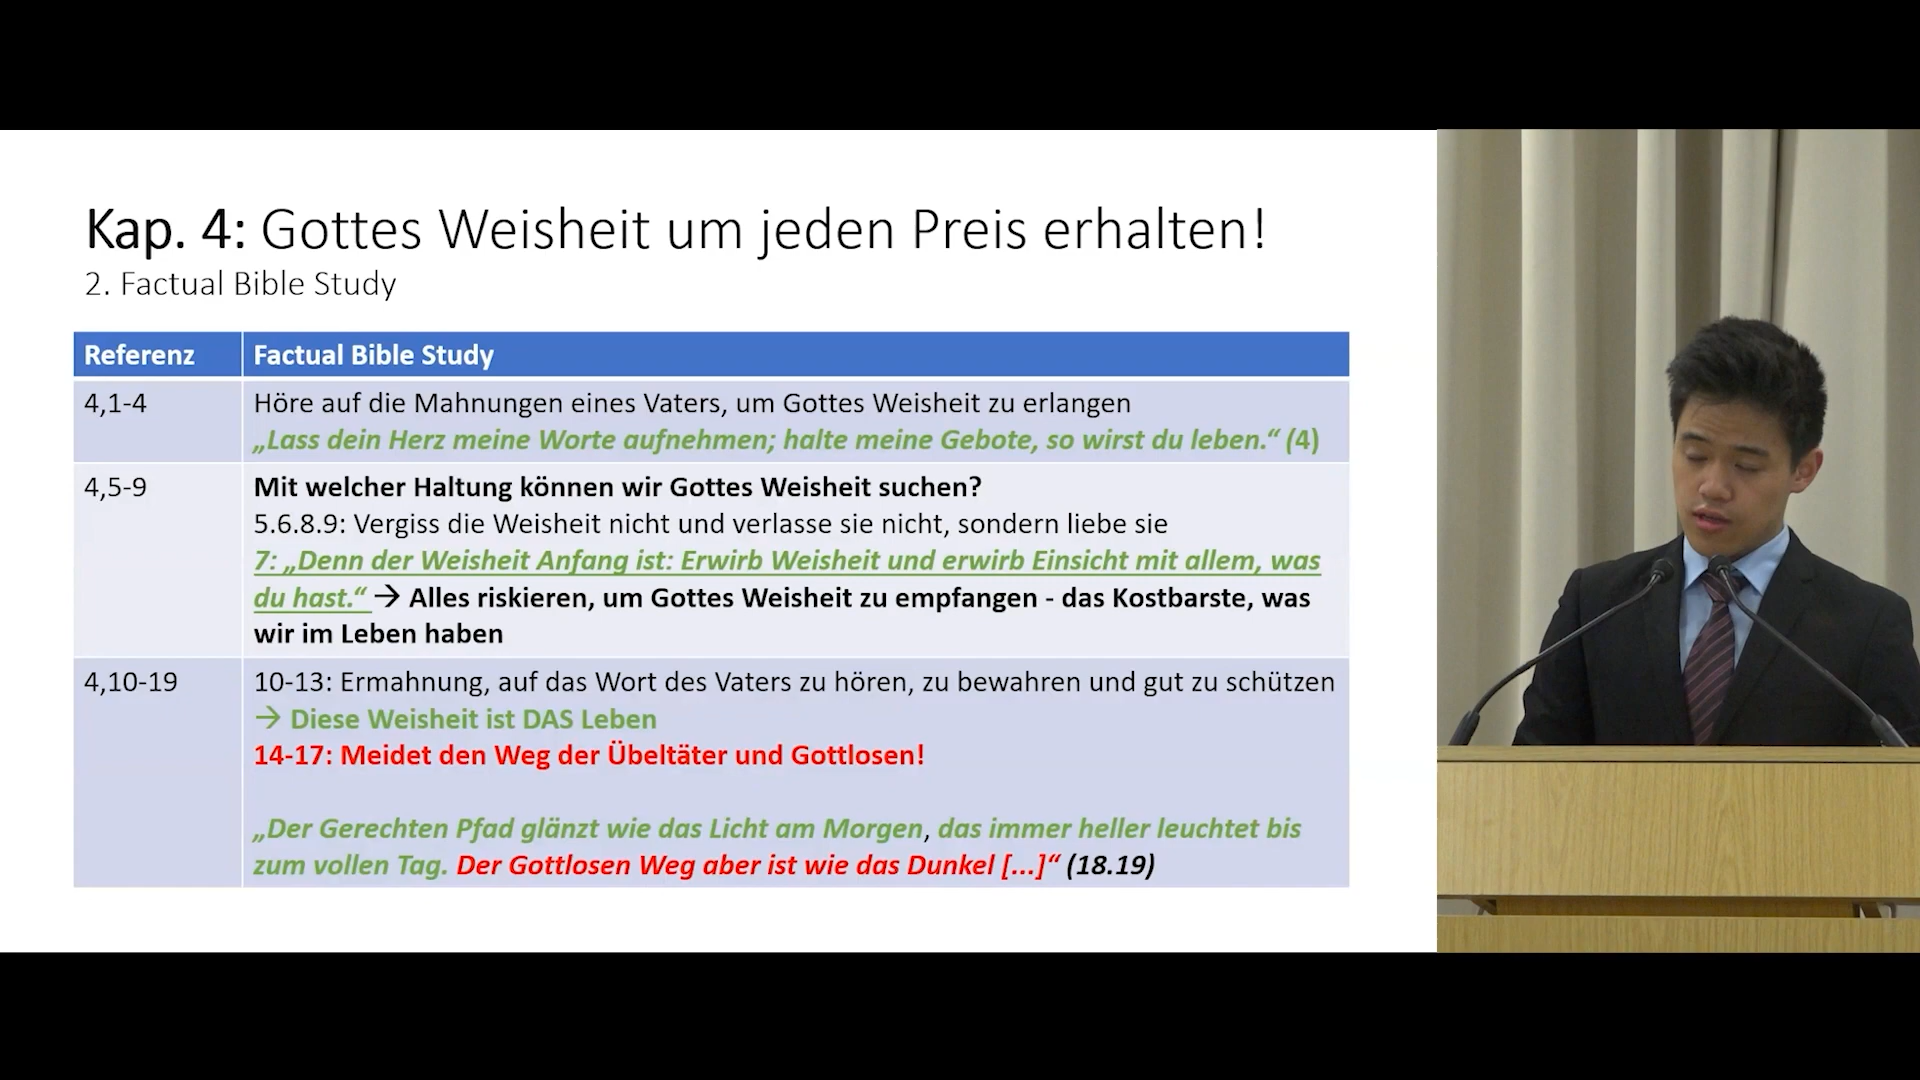 Kap. 4: Gottes Weisheit um jeden Preis erhalten!
2. Factual Bible Study
Referenz Factual Bible Study
4,1-4 Höre auf die Mahnungen eines Vaters, um Gottes Weisheit zu erlangen
„Lass dein Herz meine Worte aufnehmen; halte meine Gebote, so wirst du leben.“ (4)
4,5-9 Mit welcher Haltung können wir Gottes Weisheit suchen?
5.6.8.9: Vergiss die Weisheit nicht und verlasse sie nicht, sondern liebe sie
7: „Denn der Weisheit Anfang ist: Erwirb Weisheit und erwirb Einsicht mit allem, was
du hast.“ → Alles riskieren, um Gottes Weisheit zu empfangen - das Kostbarste, was
wir im Leben haben
4,10-19 10-13: Ermahnung, auf das Wort des Vaters zu hören, zu bewahren und gut zu schützen
→ Diese Weisheit ist DAS Leben
14-17: Meidet den Weg der Übeltäter und Gottlosen!
„Der Gerechten Pfad glänzt wie das Licht am Morgen, das immer heller leuchtet bis
zum vollen Tag. Der Gottlosen Weg aber ist wie das Dunkel [...]“ (18.19)